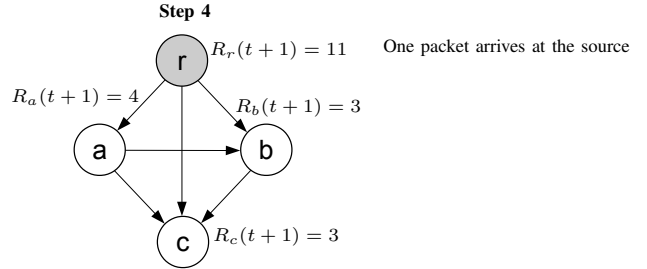 Step 4
r
R_r(t + 1) = 11
One packet arrives at the source
R_a(t + 1) = 4
R_b(t + 1) = 3
a
b
c
R_c(t + 1) = 3